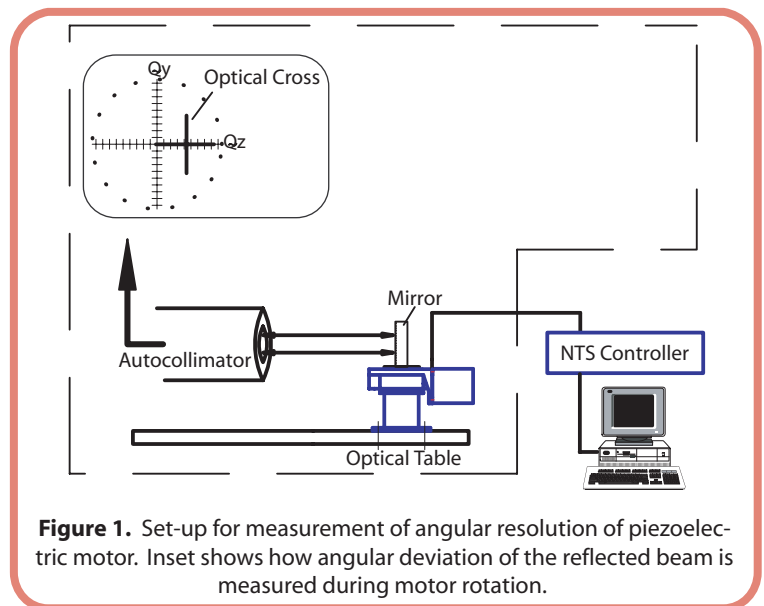 Qy
Optical Cross
Qz
Mirror
Autocollimator
NTS Controller
Optical Table
Figure 1. Set-up for measurement of angular resolution of piezoelec-
tric motor. Inset shows how angular deviation of the reflected beam is
measured during motor rotation.